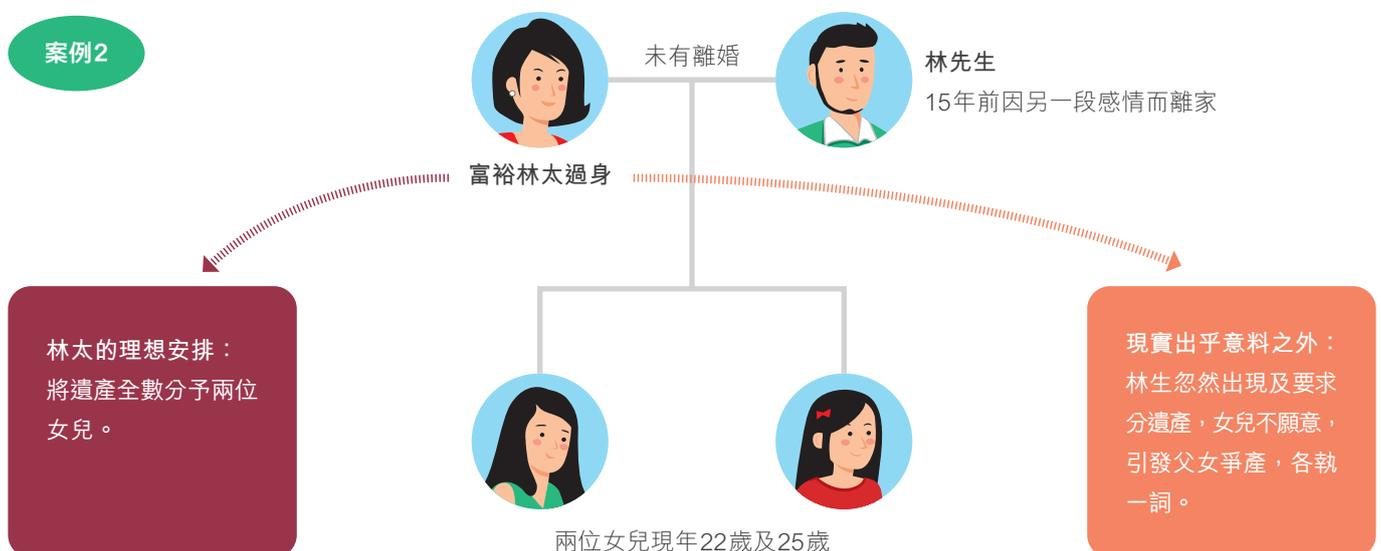 案例2
未有離婚
林先生
15年前因另一段感情而離家
富裕林太過身
林太的理想安排：
將遺產全數分予兩位
女兒。
現實出乎意料之外：
林生忽然出現及要求
分遺產，女兒不願意，
引發父女爭產，各執
一詞。
兩位女兒現年22歲及25歲